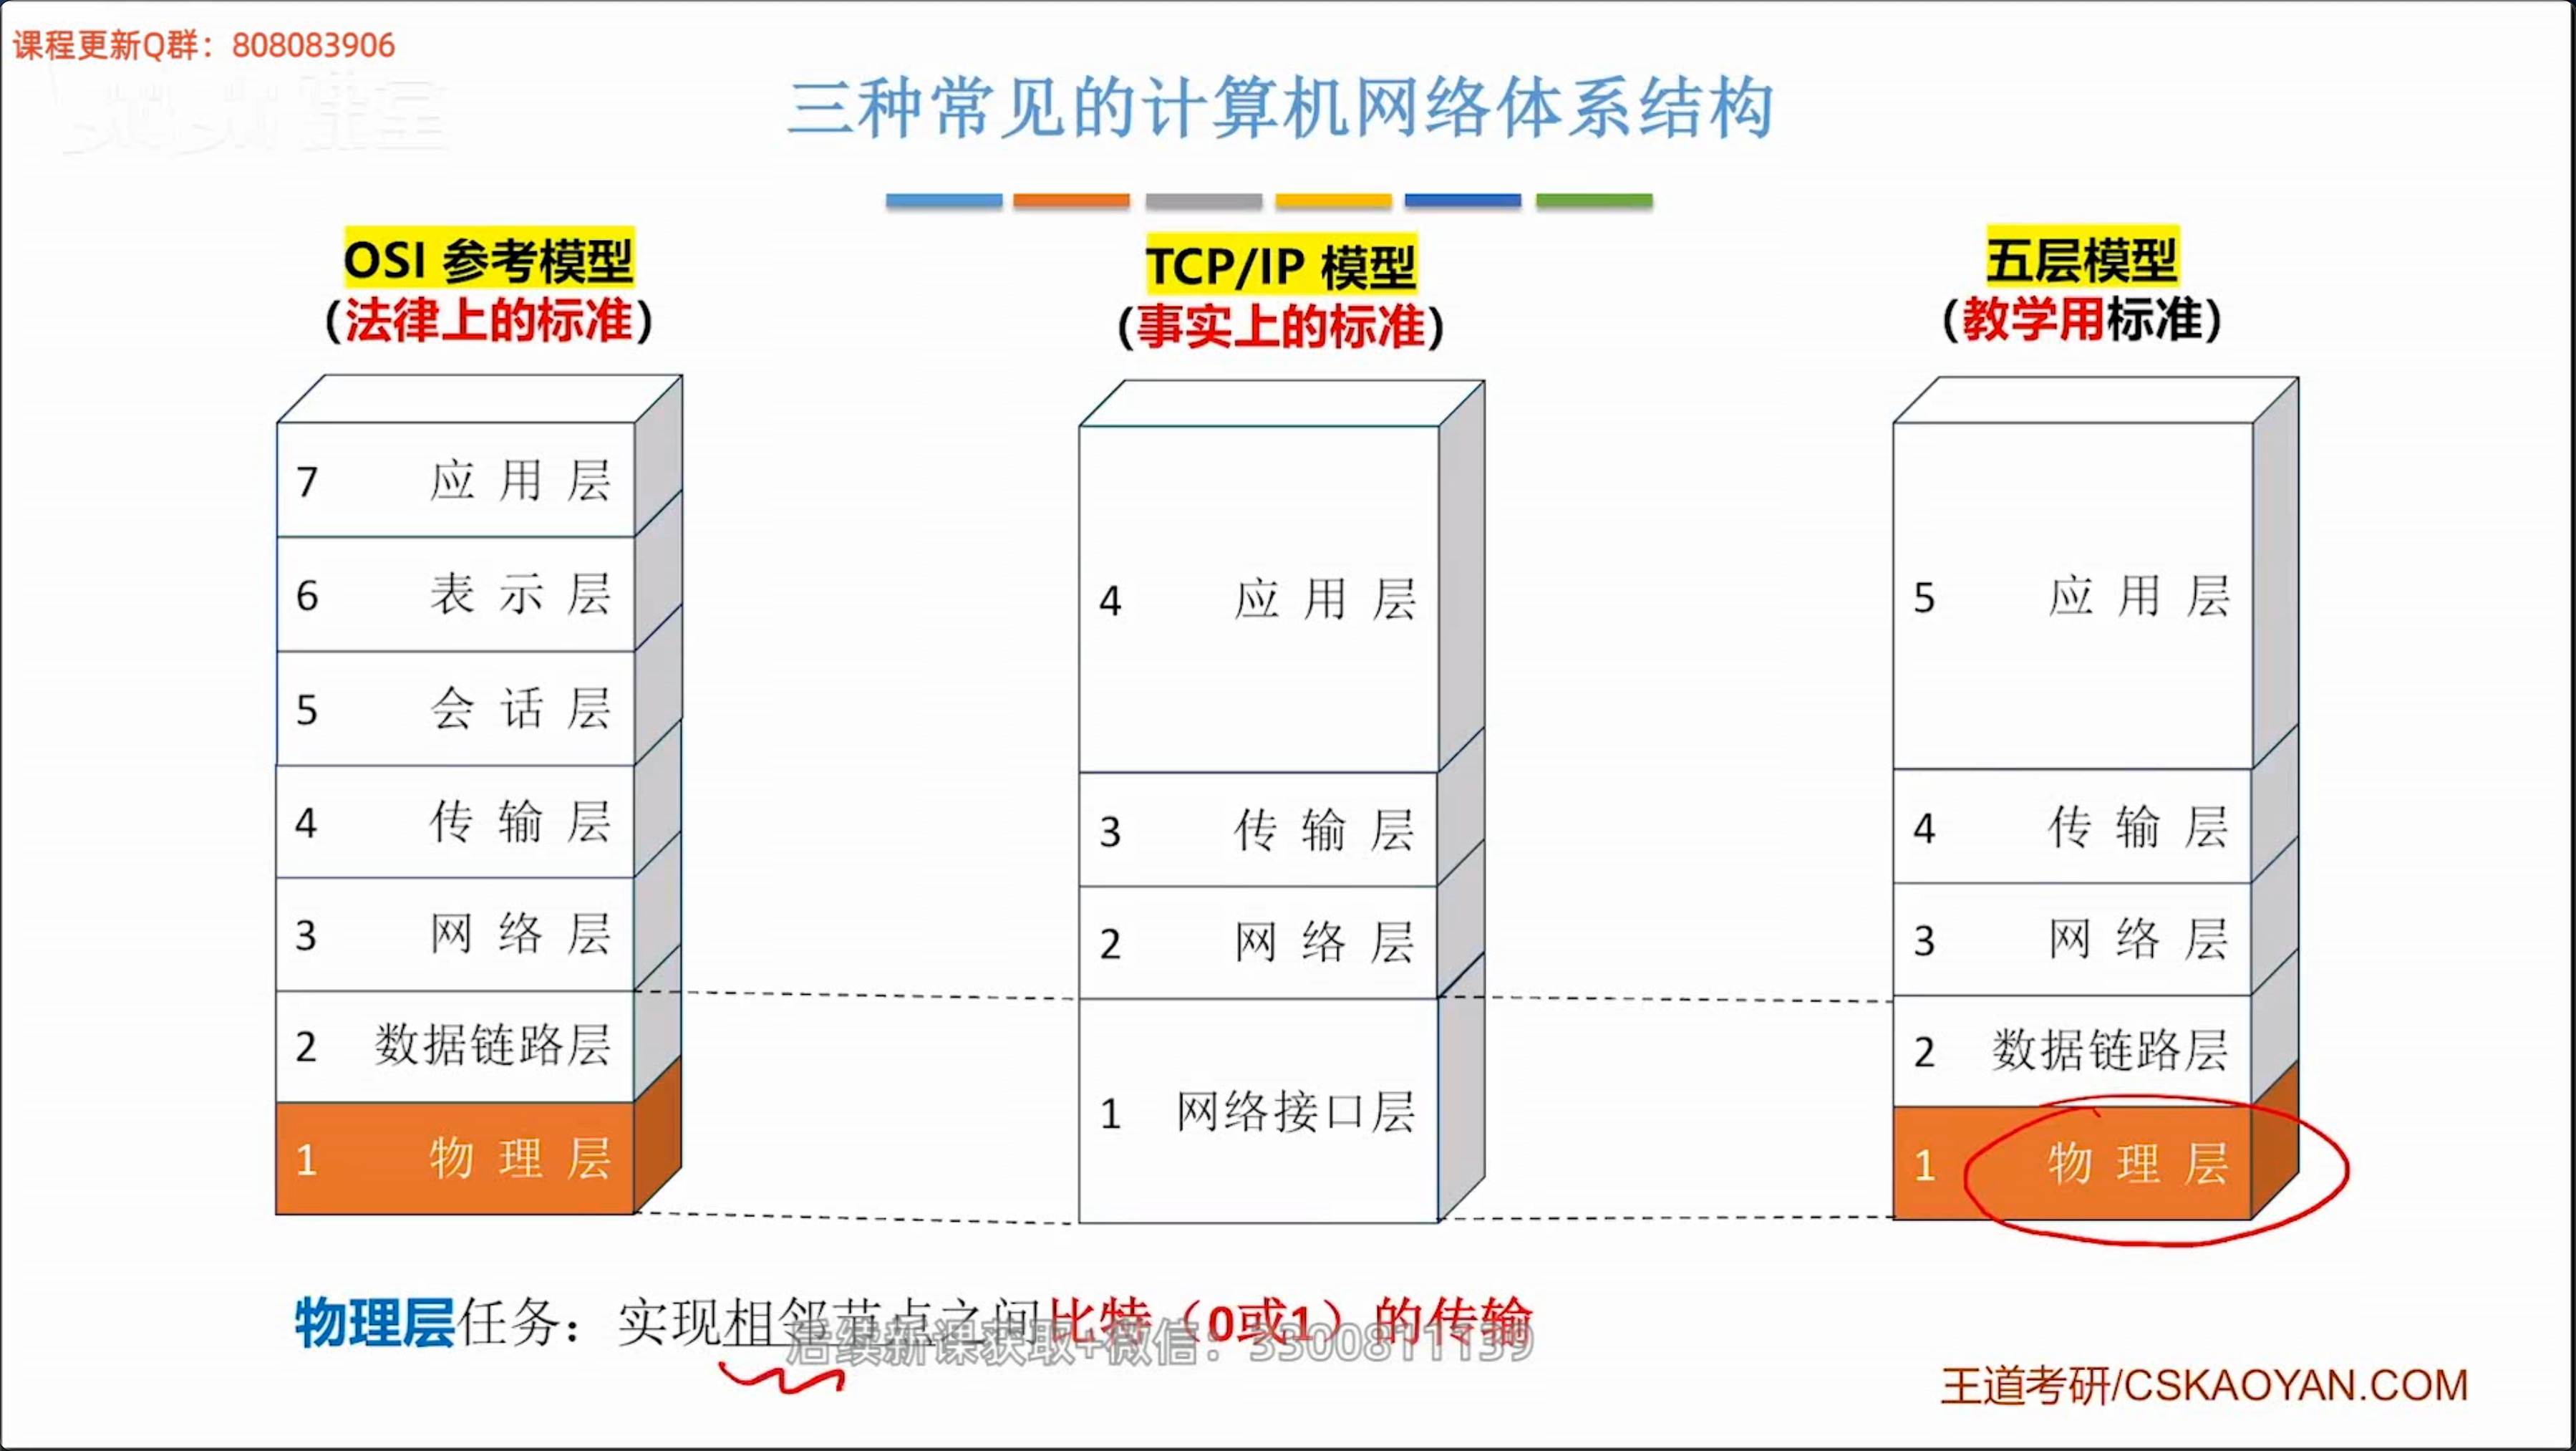 课程更新Q群：808083906
三种常见的计算机网络体系结构
OSI 参考模型
（法律上的标准）
7 应用层
6 表示层
5 会话层
4 传输层
3 网络层
2 数据链路层
1 物理层
TCP/IP 模型
（事实上的标准）
4 应用层
3 传输层
2 网络层
1 网络接口层
五层模型
（教学用标准）
5 应用层
4 传输层
3 网络层
2 数据链路层
1 物理层
物理层任务：实现相邻节点之间比特（0或1）的传输
后续新课获取+微信：3300811139
王道考研/CSKAOYAN.COM